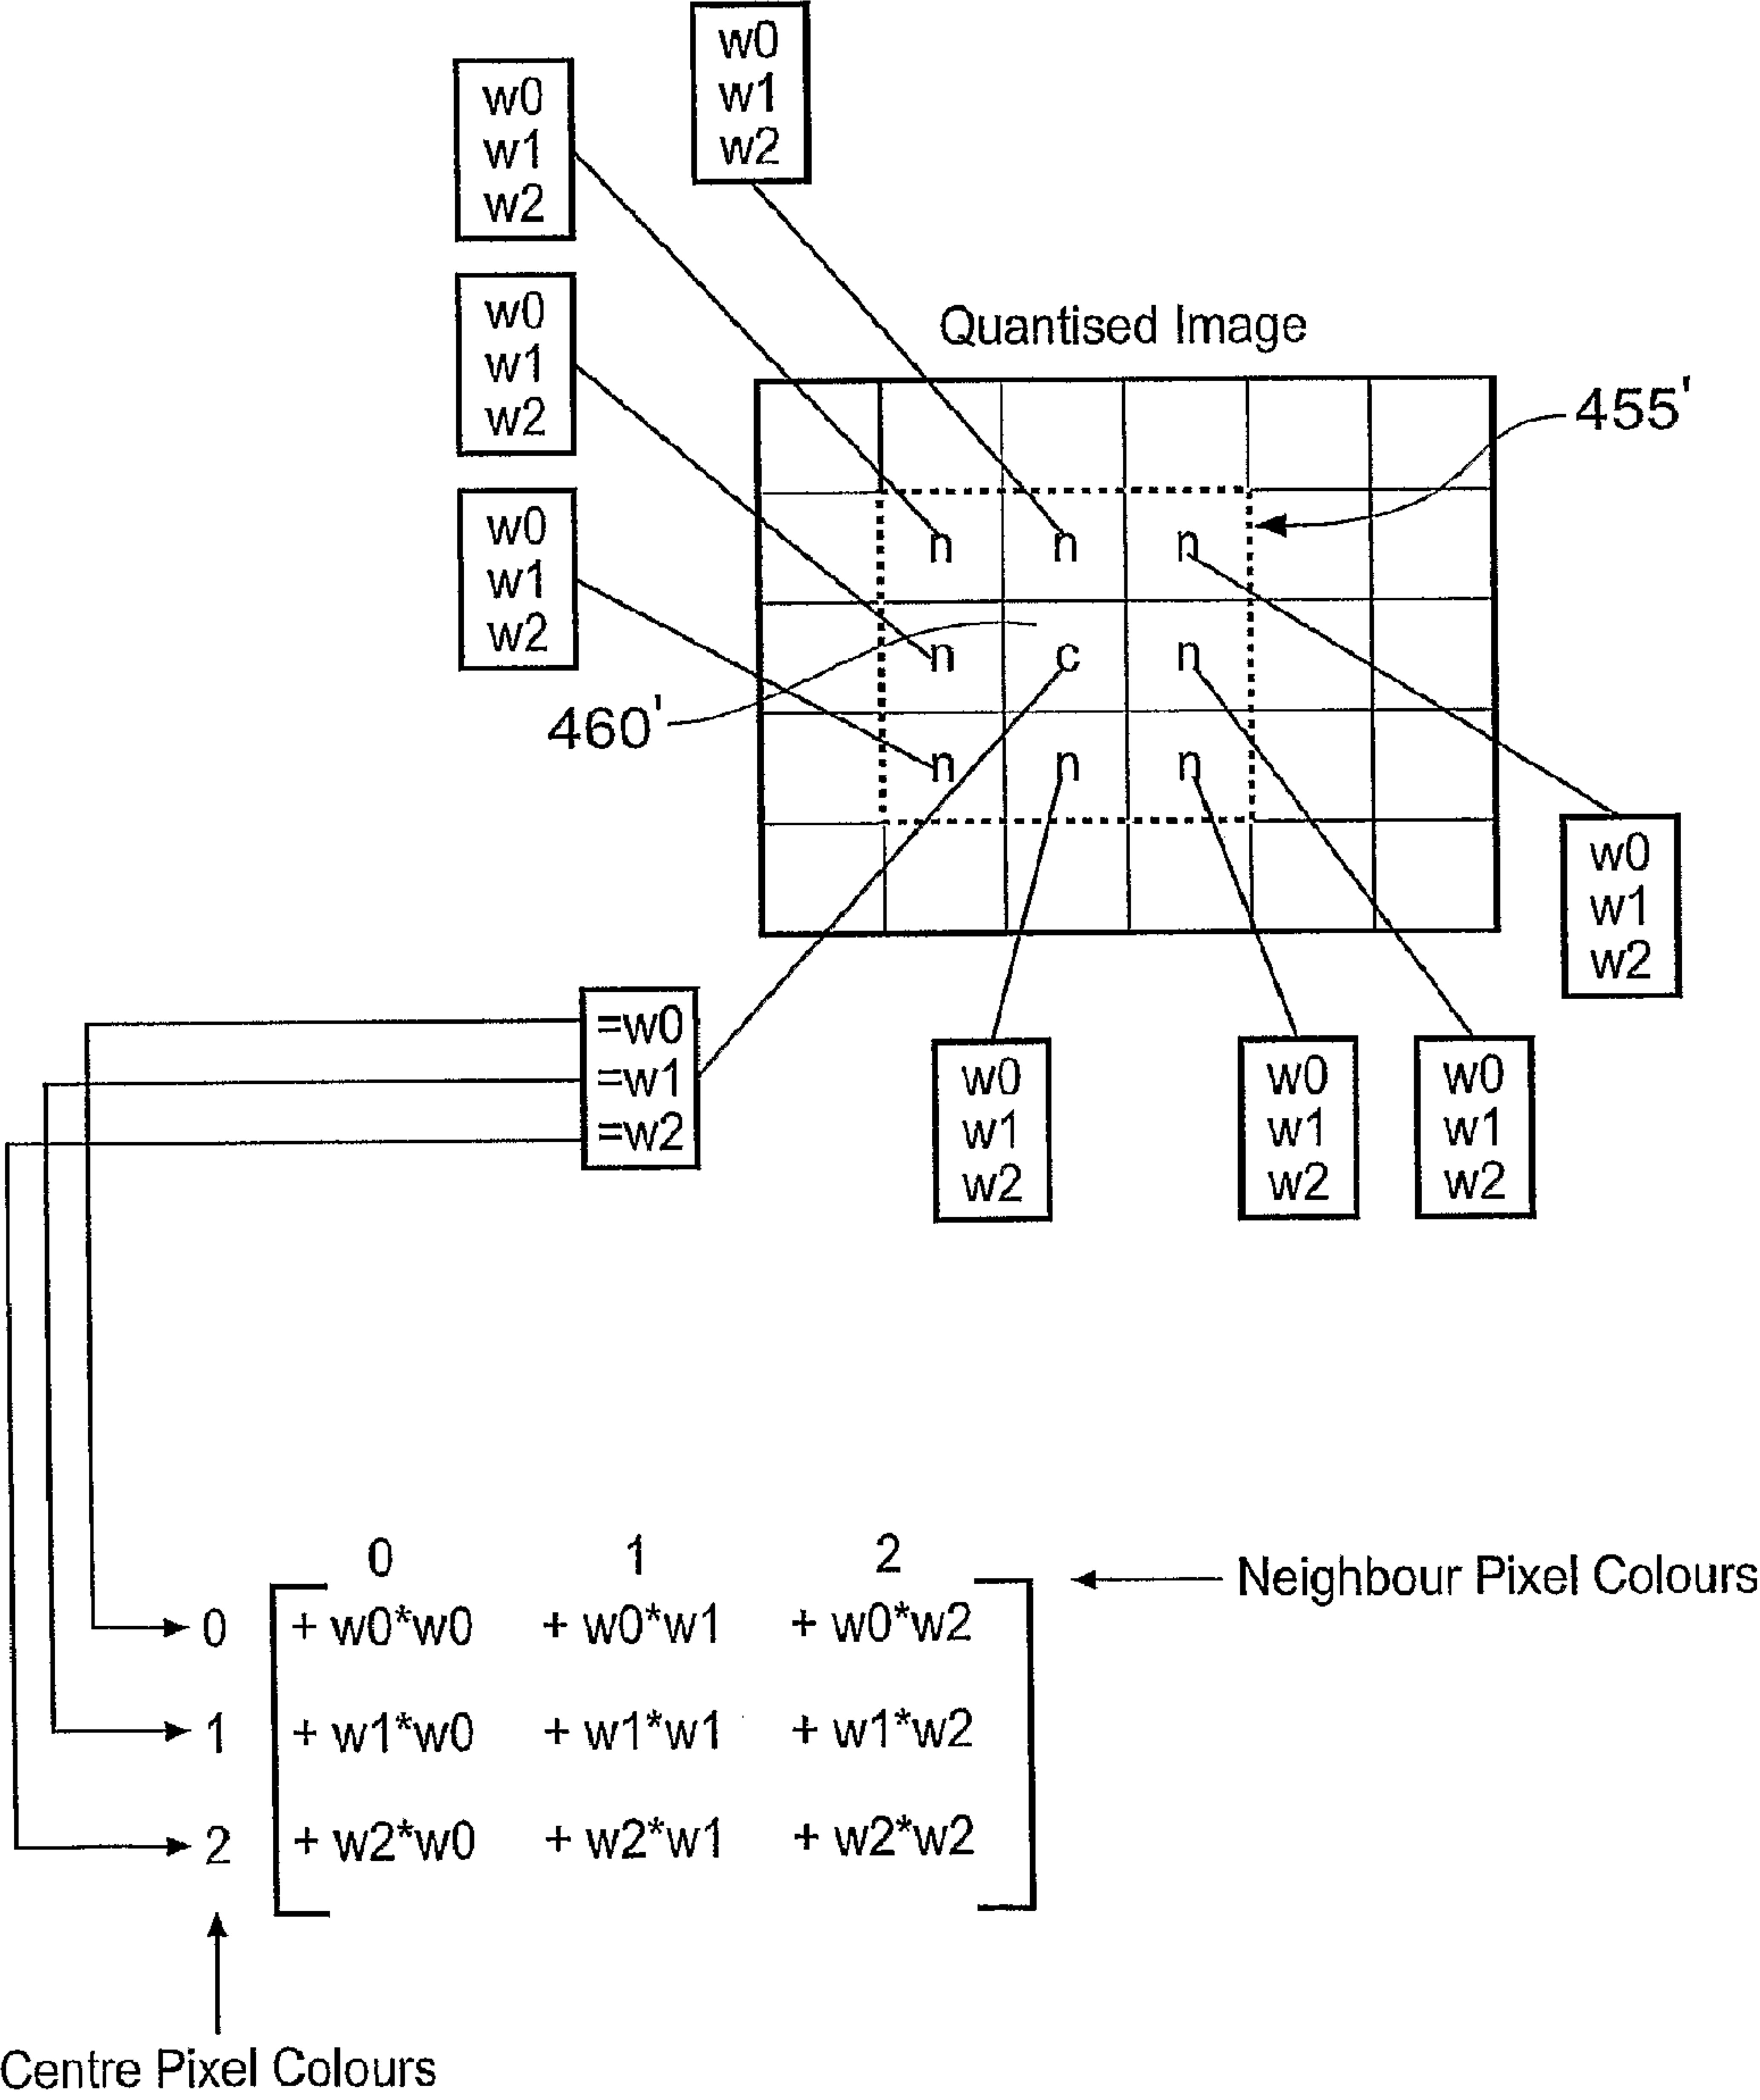 w0
w1
w2
w0
w1
w2
w0
w1
w2
w0
w1
w2
Quantised Image
455'
n n n
n c n
460'
n n n
w0
w1
w2
=w0
=w1
=w2
w0
w1
w2
w0
w1
w2
w0
w1
w2
0 1 2
Neighbour Pixel Colours
0 + w0*w0 + w0*w1 + w0*w2
1 + w1*w0 + w1*w1 + w1*w2
2 + w2*w0 + w2*w1 + w2*w2
Centre Pixel Colours